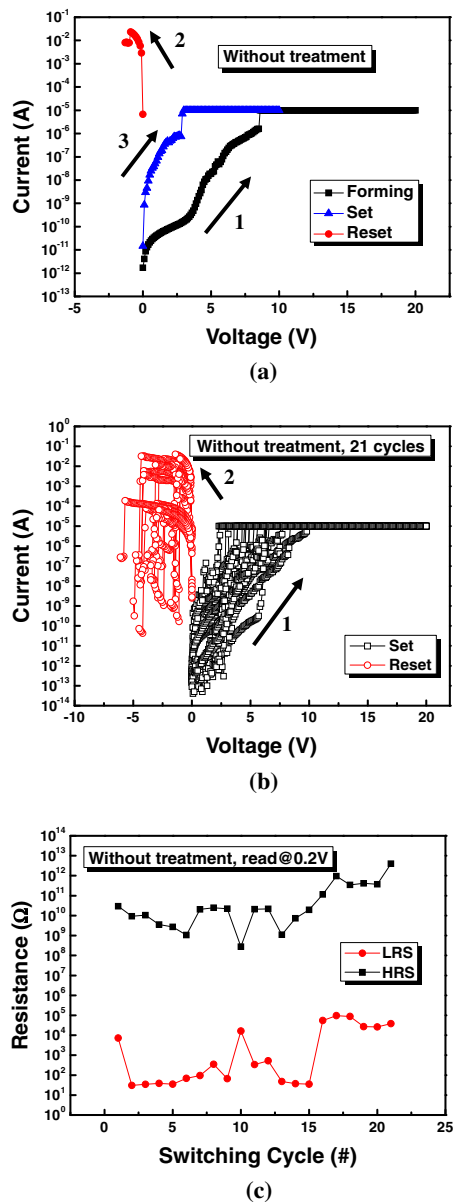 10⁻¹
10⁻²
10⁻³
10⁻⁴
10⁻⁵
10⁻⁶
10⁻⁷
10⁻⁸
10⁻⁹
10⁻¹⁰
10⁻¹¹
10⁻¹²
10⁻¹³
Current (A)
2
Without treatment
3
1
Forming
Set
Reset
-5 0 5 10 15 20
Voltage (V)
(a)
10⁰
10⁻¹
10⁻²
10⁻³
10⁻⁴
10⁻⁵
10⁻⁶
10⁻⁷
10⁻⁸
10⁻⁹
10⁻¹⁰
10⁻¹¹
10⁻¹²
10⁻¹³
10⁻¹⁴
Current (A)
Without treatment, 21 cycles
2
1
Set
Reset
-10 -5 0 5 10 15 20
Voltage (V)
(b)
10¹⁴
10¹³
10¹²
10¹¹
10¹⁰
10⁹
10⁸
10⁷
10⁶
10⁵
10⁴
10³
10²
10¹
10⁰
Resistance (Ω)
Without treatment, read@0.2V
LRS
HRS
0 5 10 15 20 25
Switching Cycle (#)
(c)